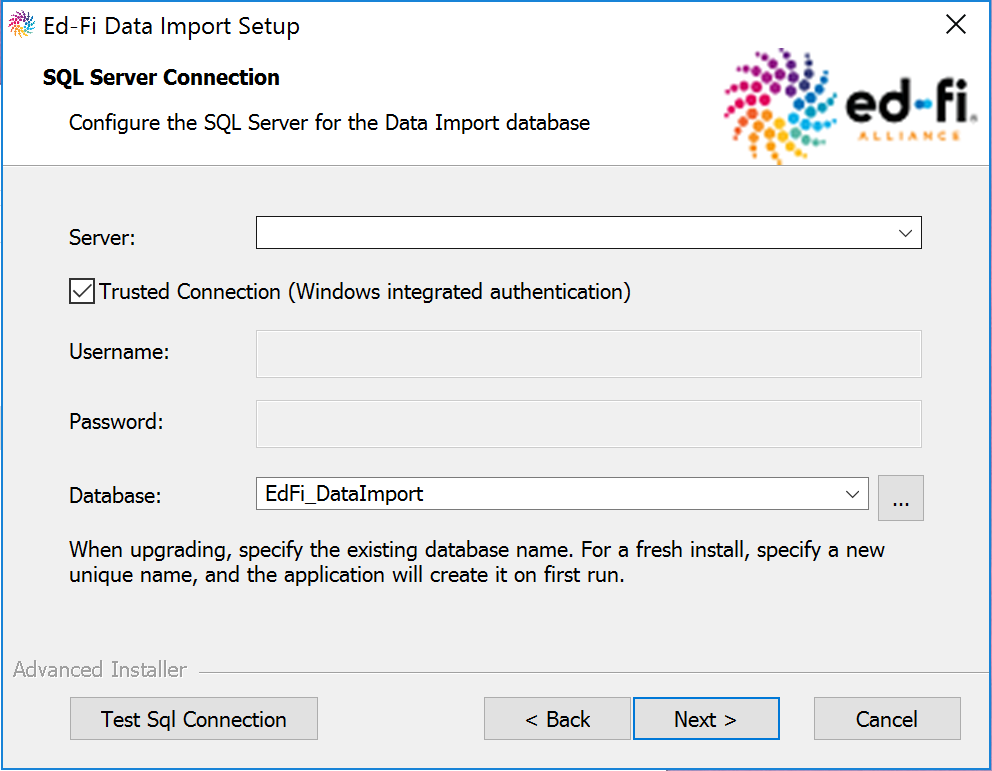 Ed-Fi Data Import Setup
SQL Server Connection
Configure the SQL Server for the Data Import database
ed-fi®
ALLIANCE
Server:
Trusted Connection (Windows integrated authentication)
Username:
Password:
Database:
EdFi_DataImport
...
When upgrading, specify the existing database name. For a fresh install, specify a new
unique name, and the application will create it on first run.
Advanced Installer
Test Sql Connection
< Back
Next >
Cancel